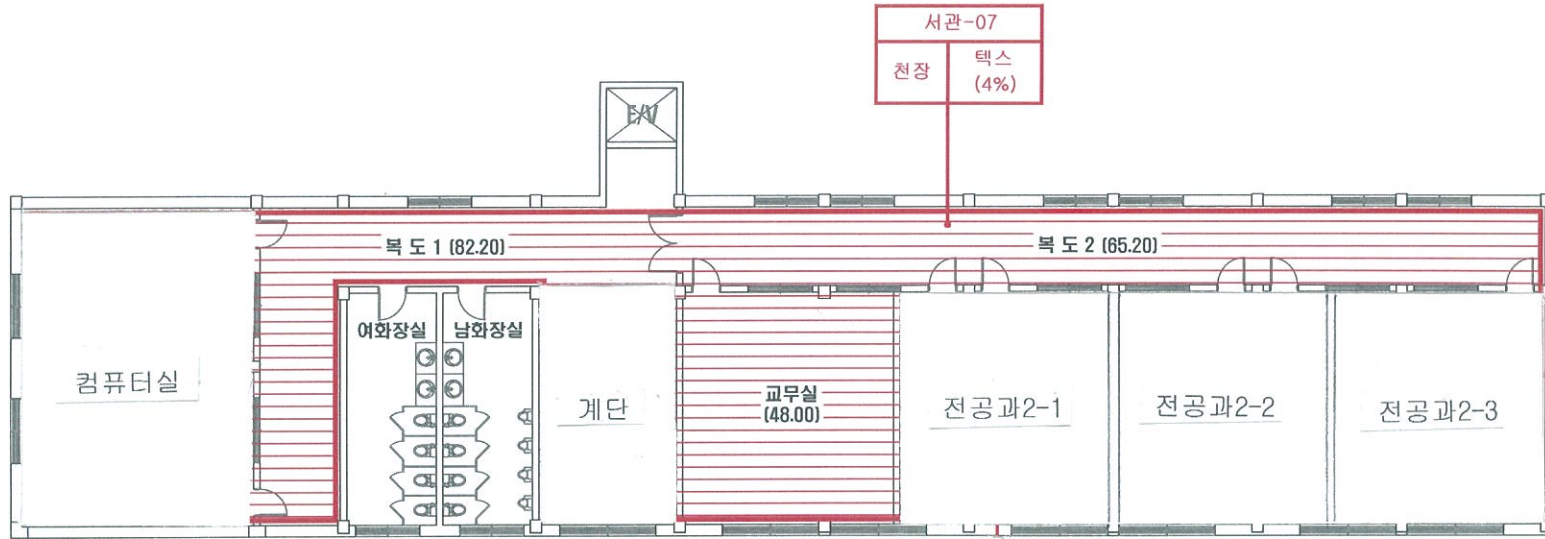 서관-07
천장
텍스
(4%)
E/V
복 도 1 (82.20)
복 도 2 (65.20)
여화장실
남화장실
컴퓨터실
계단
교무실
(48.00)
전공과2-1
전공과2-2
전공과2-3